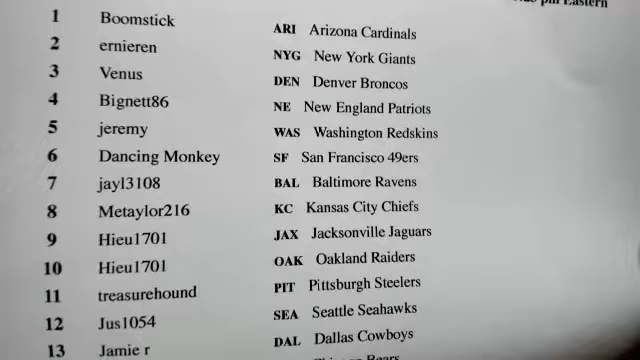 pm Eastern
1 Boomstick ARI Arizona Cardinals
2 ernieren NYG New York Giants
3 Venus DEN Denver Broncos
4 Bignett86 NE New England Patriots
5 jeremy WAS Washington Redskins
6 Dancing Monkey SF San Francisco 49ers
7 jayl3108 BAL Baltimore Ravens
8 Metaylor216 KC Kansas City Chiefs
9 Hieu1701 JAX Jacksonville Jaguars
10 Hieu1701 OAK Oakland Raiders
11 treasurehound PIT Pittsburgh Steelers
12 Jus1054 SEA Seattle Seahawks
13 Jamie r DAL Dallas Cowboys
Bears